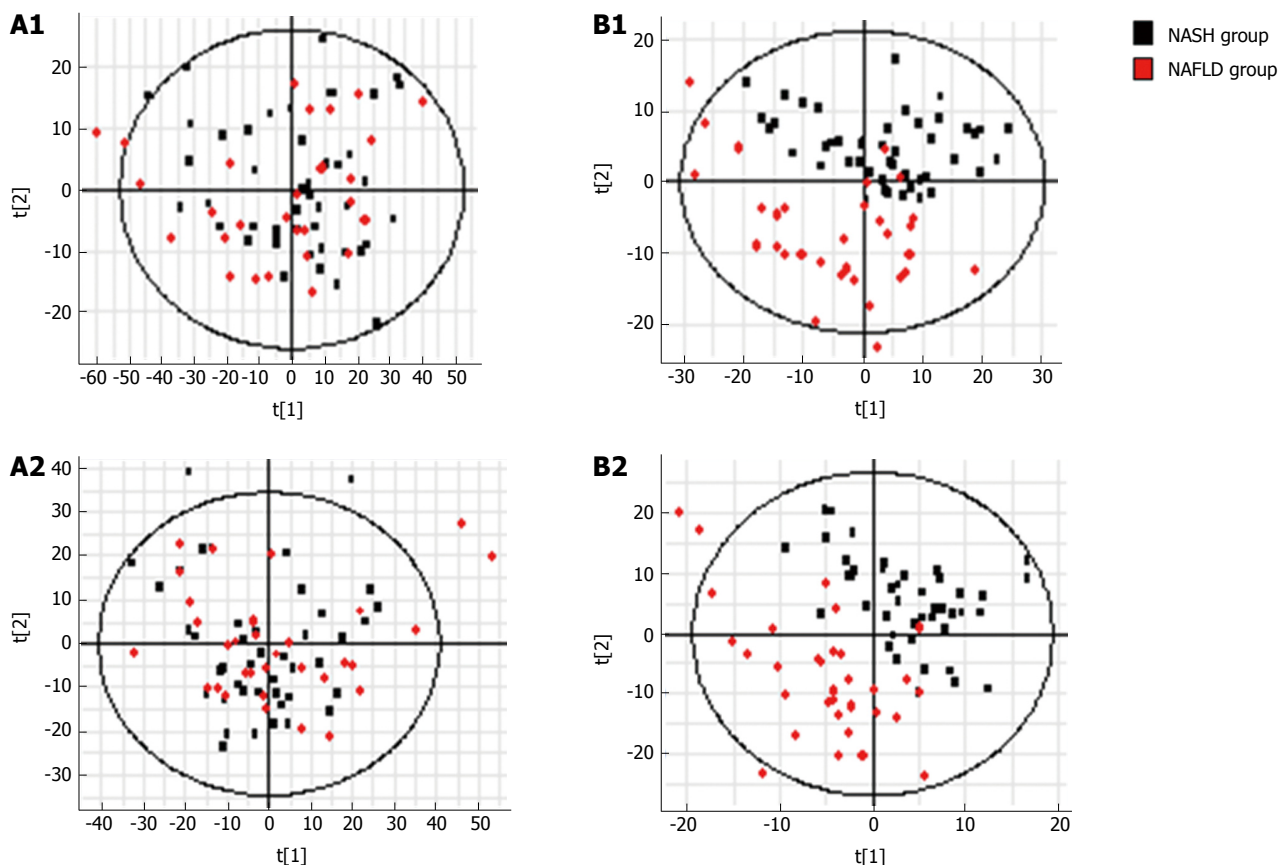 A1
20
10
0
-10
-20
-60 -50 -40 -30 -20 -10 0 10 20 30 40 50
t[2]
t[1]
B1
20
10
0
-10
-20
-30 -20 -10 0 10 20 30
t[2]
t[1]
NASH group
NAFLD group
A2
40
30
20
10
0
-10
-20
-30
-40 -30 -20 -10 0 10 20 30 40 50
t[2]
t[1]
B2
20
10
0
-10
-20
-20 -10 0 10 20
t[2]
t[1]